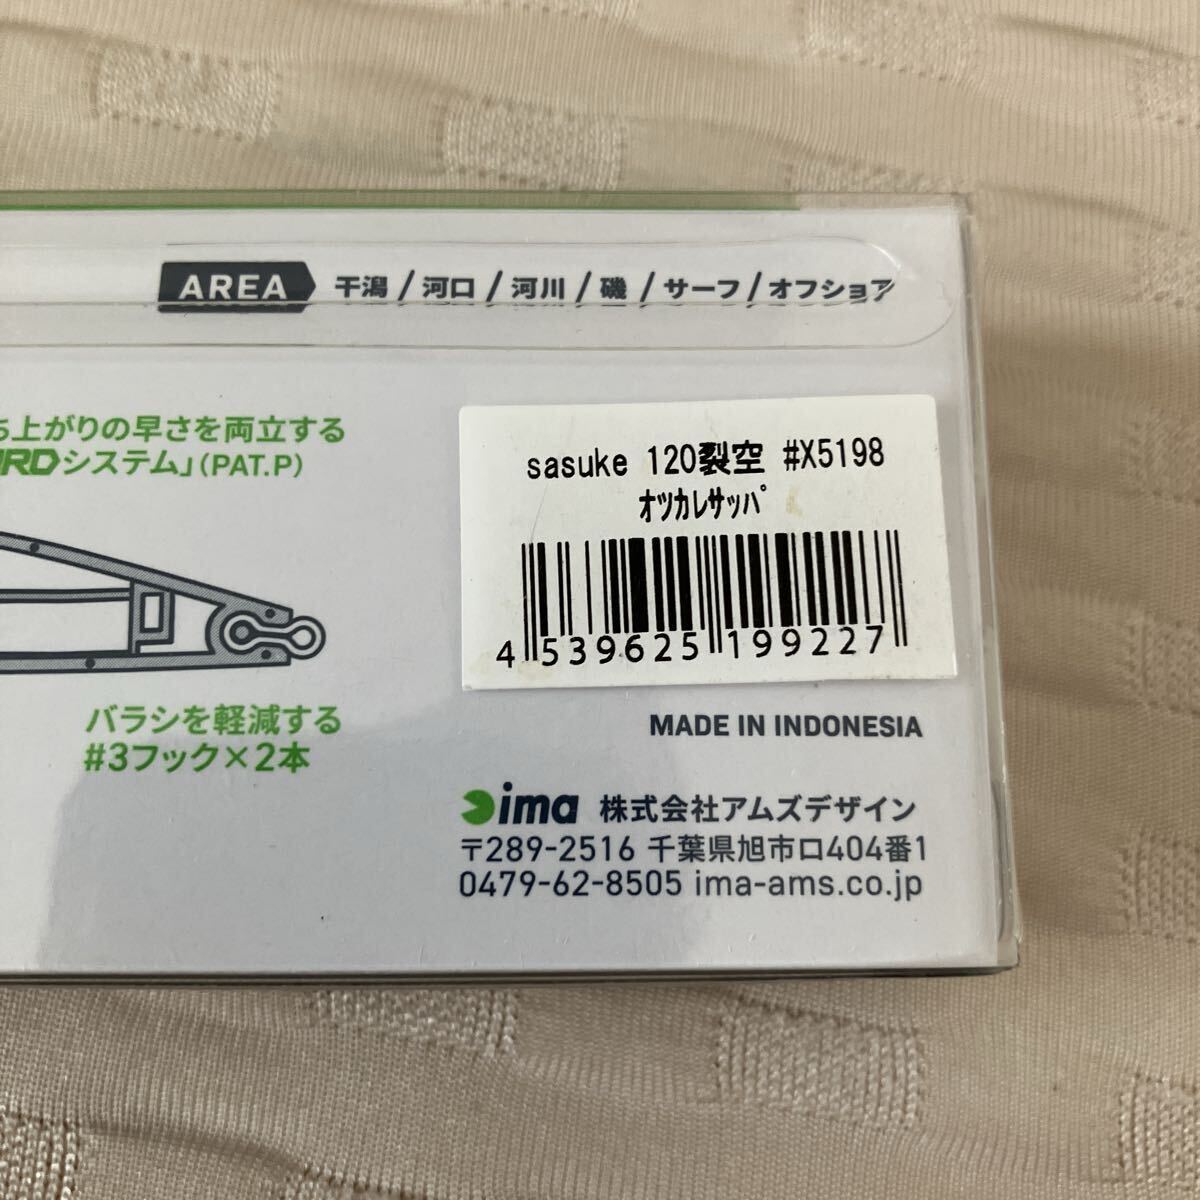 AREA 干潟/河口/河川/磯/サーフ/オフショア
上がりの早さを両立する
システム」(PAT.P)
sasuke 120裂空 #X5198
ｵﾂｶﾚｻｯﾊﾟ
4 539625 199227
バラシを軽減する
#3フック×2本
MADE IN INDONESIA
ima 株式会社アムズデザイン
〒289-2516 千葉県旭市ロ404番1
0479-62-8505 ima-ams.co.jp